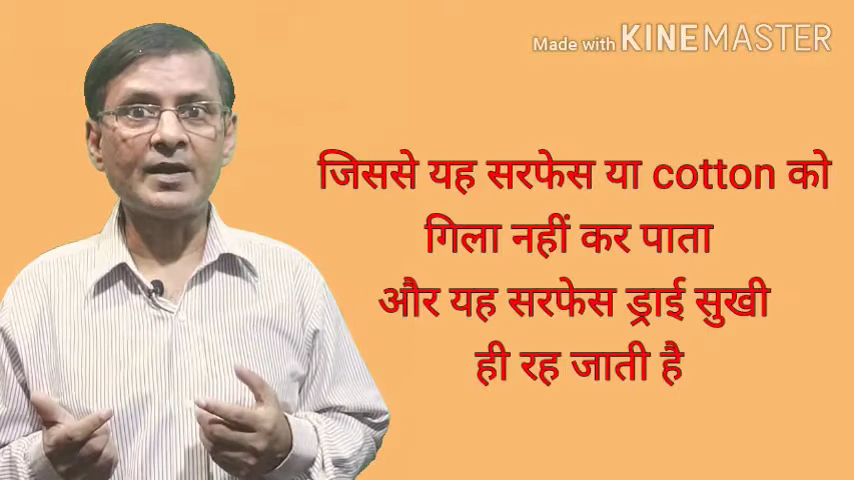 Made with KINEMASTER
जिससे यह सरफेस या cotton को
गिला नहीं कर पाता
और यह सरफेस ड्राई सुखी
ही रह जाती है